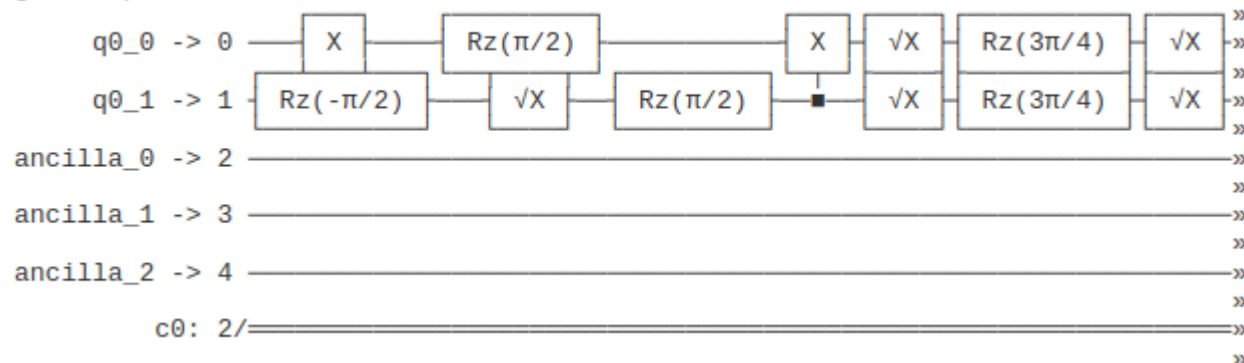 q0_0 -> 0 X Rz(π/2) X √X Rz(3π/4) √X »
q0_1 -> 1 Rz(-π/2) √X Rz(π/2) ■ √X Rz(3π/4) √X »
ancilla_0 -> 2 »
ancilla_1 -> 3 »
ancilla_2 -> 4 »
c0: 2/ »